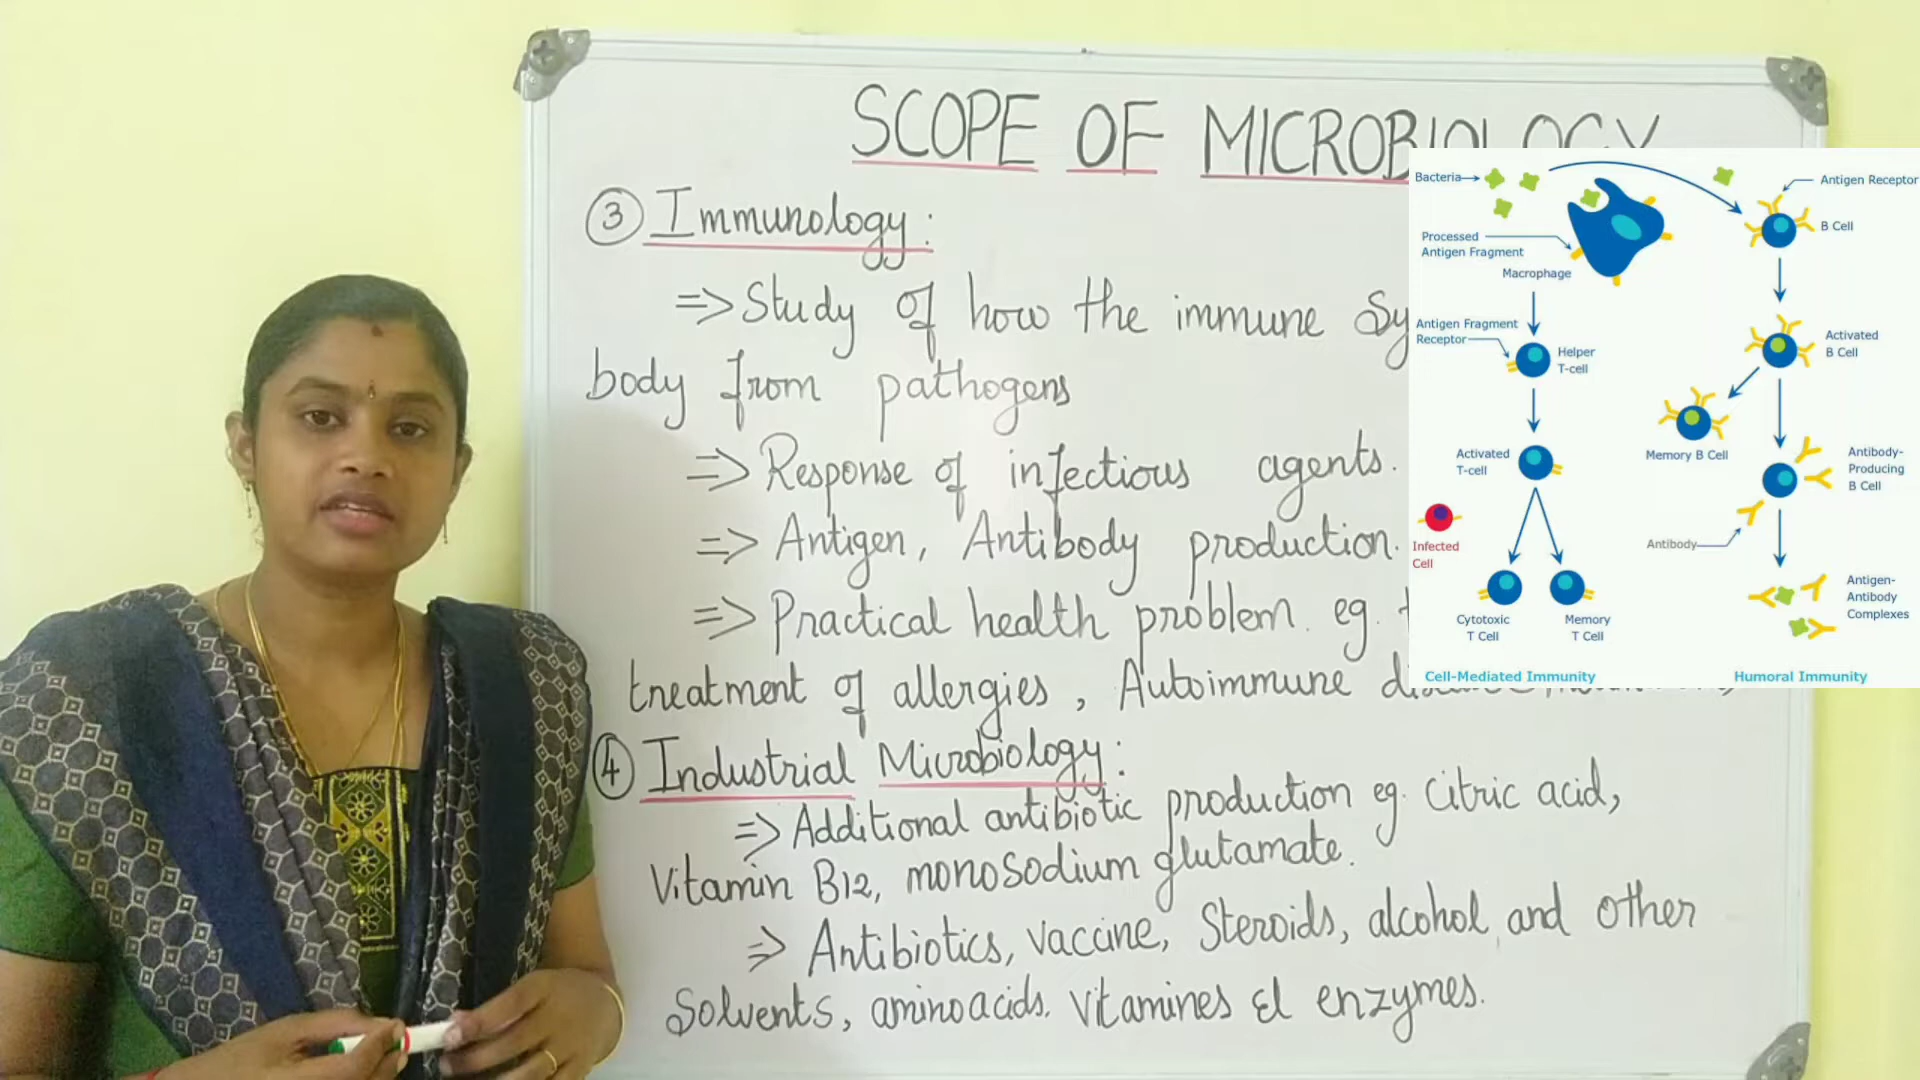 SCOPE OF MICROBIOLOGY
③ Immunology:
=> Study of how the immune Sy
body from pathogens
=> Response of infectious agents.
=> Antigen, Antibody production.
=> Practical health problem. eg.
treatment of allergies, Autoimmune
④ Industrial Microbiology:
=> Additional antibiotic production eg. Citric acid,
Vitamin B12, monosodium glutamate.
=> Antibiotics, vaccine, Steroids, alcohol, and other
Solvents, aminoacids. Vitamines & enzymes.
Bacteria
Processed
Antigen Fragment
Macrophage
Antigen Fragment
Receptor
Helper
T-cell
Activated
T-cell
Infected
Cell
Cytotoxic
T Cell
Memory
T Cell
Cell-Mediated Immunity
Antigen Receptor
B Cell
Activated
B Cell
Memory B Cell
Antibody-
Producing
B Cell
Antibody
Antigen-
Antibody
Complexes
Humoral Immunity